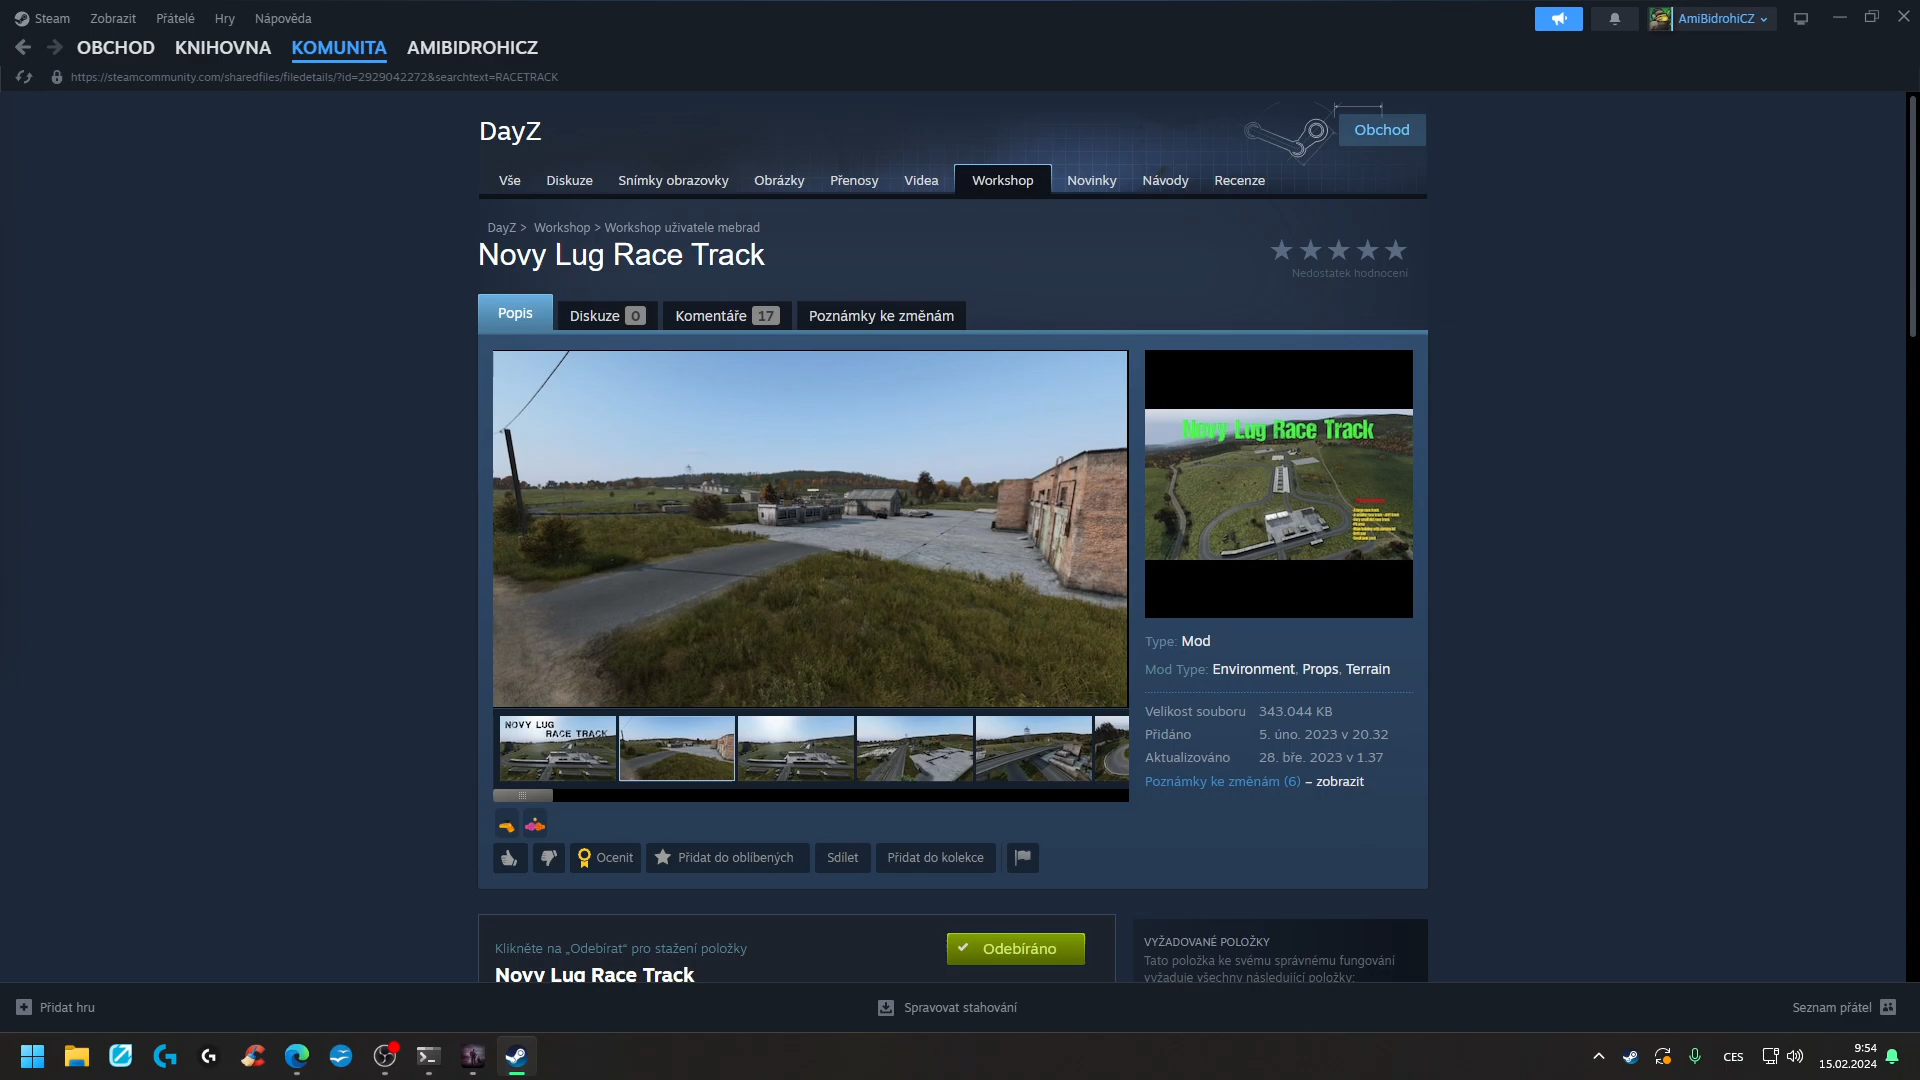 Steam Zobrazit Přátelé Hry Nápověda
AmiBidrohiCZ
OBCHOD KNIHOVNA KOMUNITA AMIBIDROHICZ
https://steamcommunity.com/sharedfiles/filedetails/?id=2929042272&searchtext=RACETRACK
DayZ
Obchod
Vše Diskuze Snímky obrazovky Obrázky Přenosy Videa Workshop Novinky Návody Recenze
DayZ > Workshop > Workshop uživatele mebrad
Novy Lug Race Track
Nedostatek hodnocení
Popis Diskuze 0 Komentáře 17 Poznámky ke změnám
Novy Lug Race Track
Type: Mod
Mod Type: Environment, Props, Terrain
Velikost souboru 343.044 KB
Přidáno 5. úno. 2023 v 20.32
Aktualizováno 28. bře. 2023 v 1.37
Poznámky ke změnám (6) – zobrazit
NOVY LUG
RACE TRACK
Ocenit Přidat do oblíbených Sdílet Přidat do kolekce
Klikněte na „Odebírat“ pro stažení položky
Odebíráno
Novy Lug Race Track
VYŽADOVANÉ POLOŽKY
Tato položka ke svému správnému fungování
vyžaduje všechny následující položky:
Přidat hru
Spravovat stahování
Seznam přátel
CES
9:54
15.02.2024